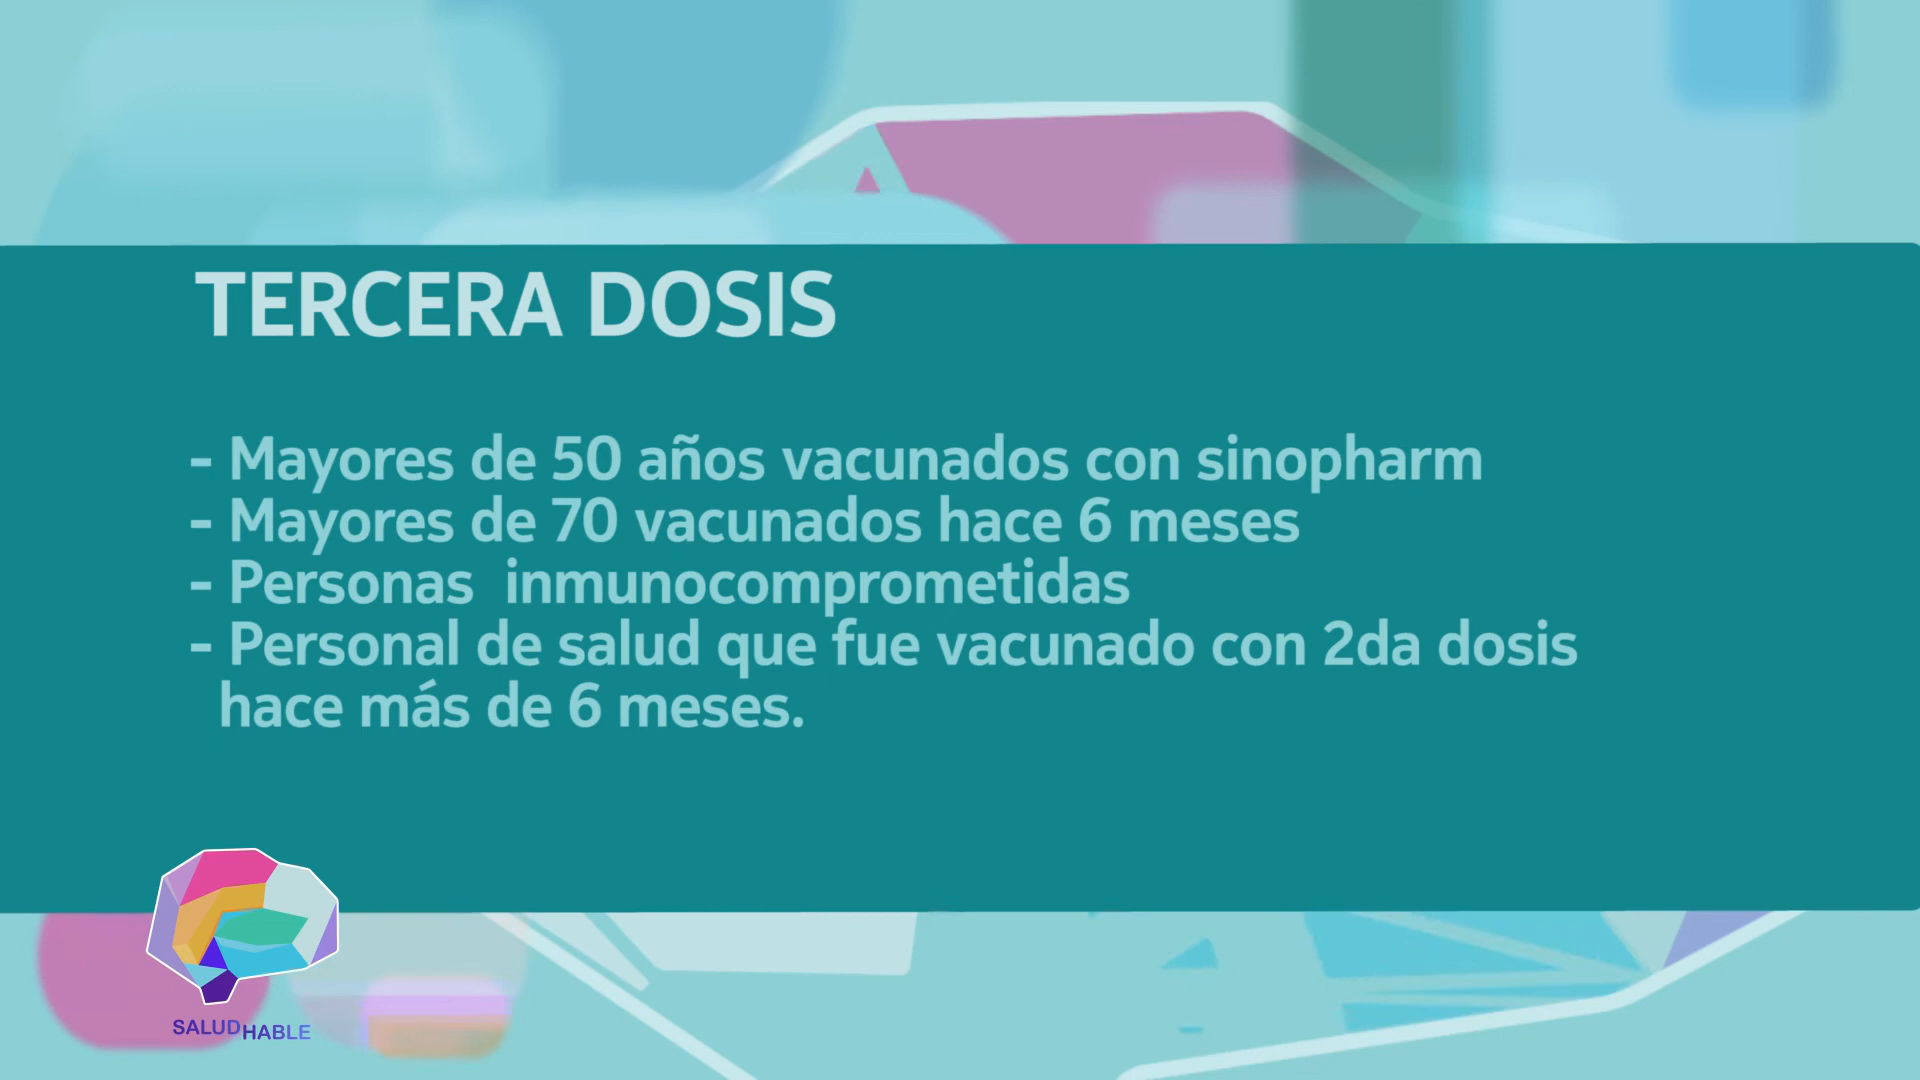 TERCERA DOSIS
- Mayores de 50 años vacunados con sinopharm
- Mayores de 70 vacunados hace 6 meses
- Personas  inmunocomprometidas
- Personal de salud que fue vacunado con 2da dosis
hace más de 6 meses.
SALUDHABLE